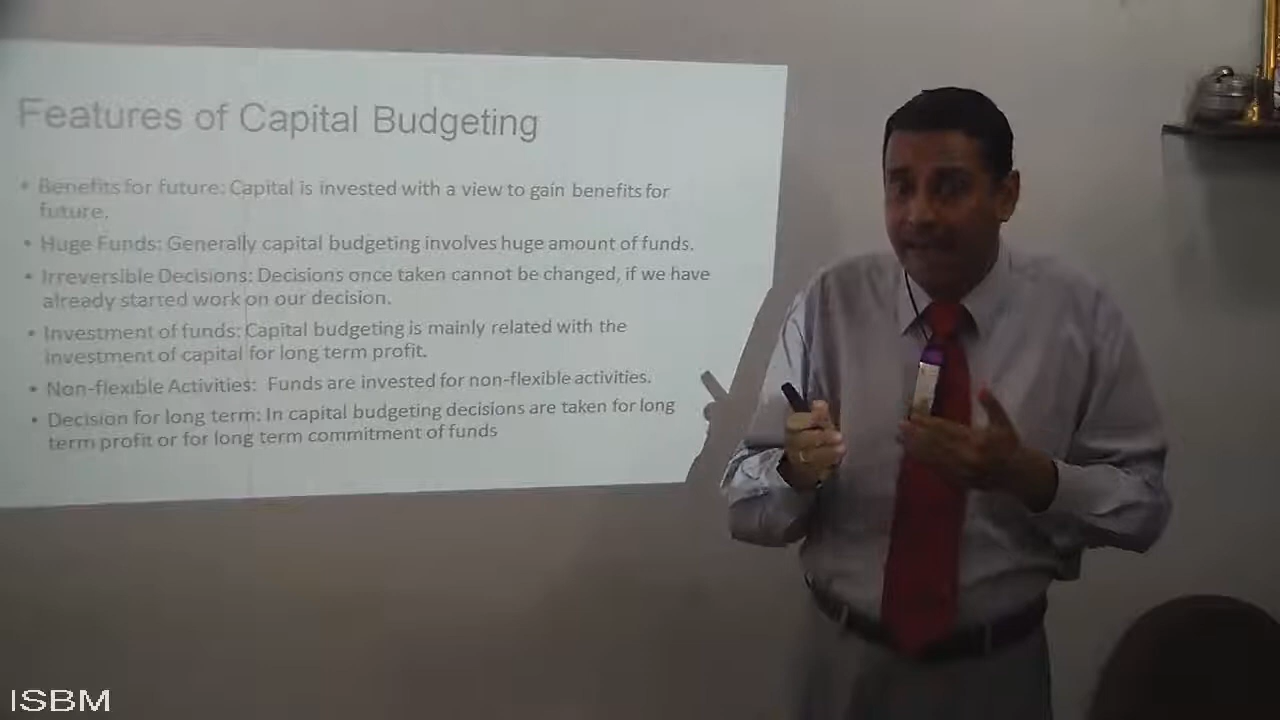 Features of Capital Budgeting
• Benefits for future: Capital is invested with a view to gain benefits for
future.
• Huge Funds: Generally capital budgeting involves huge amount of funds.
• Irreversible Decisions: Decisions once taken cannot be changed, if we have
already started work on our decision.
• Investment of funds: Capital budgeting is mainly related with the
investment of capital for long term profit.
• Non-flexible Activities: Funds are invested for non-flexible activities.
• Decision for long term: In capital budgeting decisions are taken for long
term profit or for long term commitment of funds
ISBM